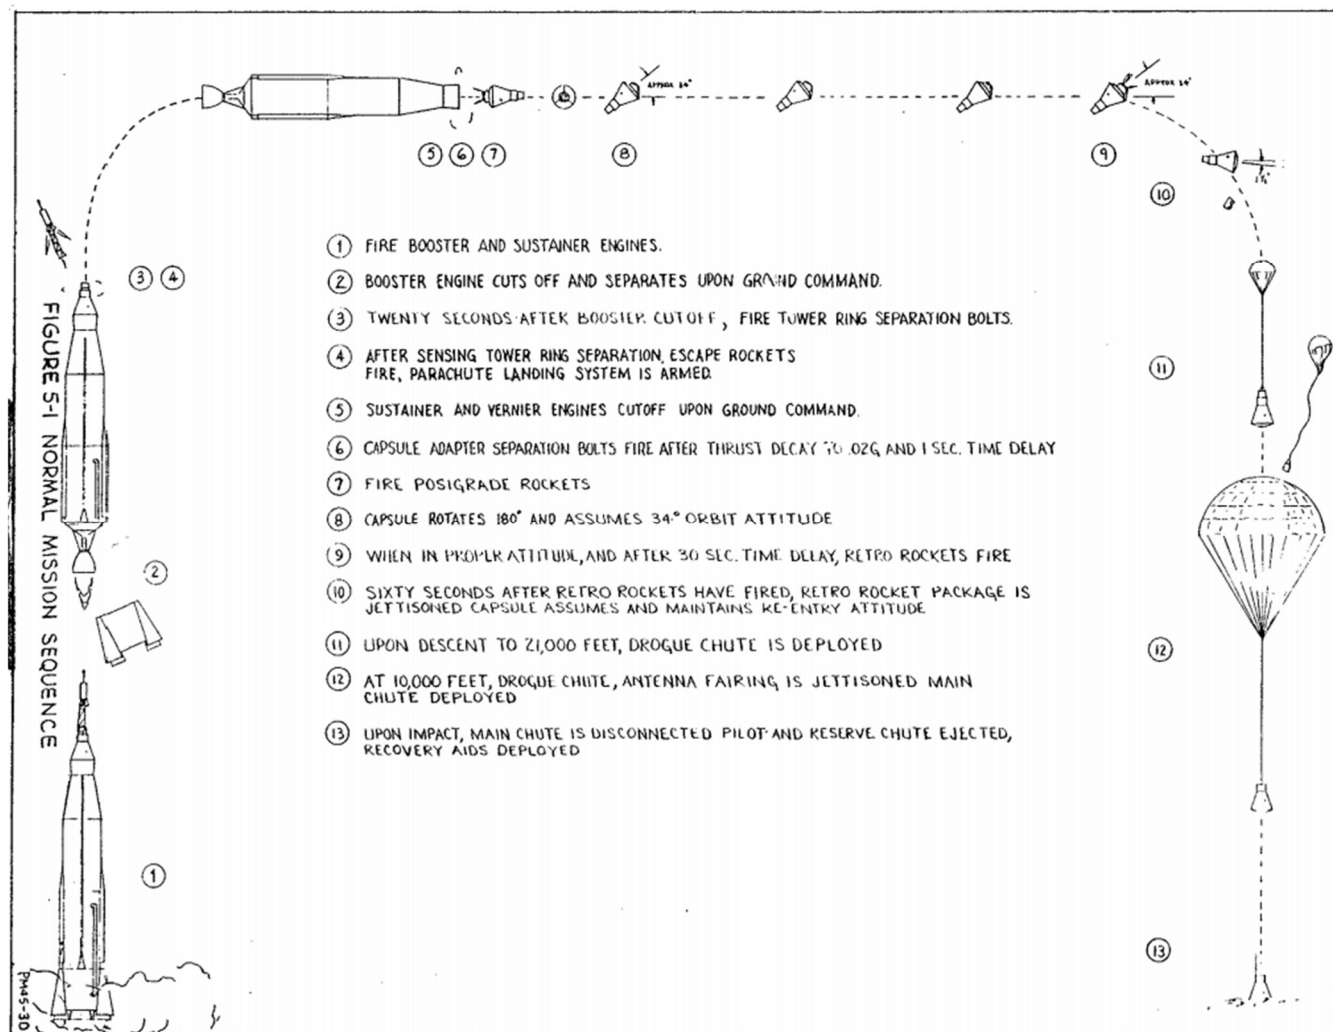 APPROX 34°
APPROX 34°
1½°
5 6 7
8
9
10
3 4
11
2
12
1
13
1 FIRE BOOSTER AND SUSTAINER ENGINES.
2 BOOSTER ENGINE CUTS OFF AND SEPARATES UPON GROUND COMMAND.
3 TWENTY SECONDS AFTER BOOSTER CUTOFF, FIRE TOWER RING SEPARATION BOLTS.
4 AFTER SENSING TOWER RING SEPARATION, ESCAPE ROCKETS
FIRE, PARACHUTE LANDING SYSTEM IS ARMED.
5 SUSTAINER AND VERNIER ENGINES CUTOFF UPON GROUND COMMAND.
6 CAPSULE ADAPTER SEPARATION BOLTS FIRE AFTER THRUST DECAY TO .02G AND 1 SEC. TIME DELAY
7 FIRE POSIGRADE ROCKETS
8 CAPSULE ROTATES 180° AND ASSUMES 34° ORBIT ATTITUDE
9 WHEN IN PROPER ATTITUDE, AND AFTER 30 SEC. TIME DELAY, RETRO ROCKETS FIRE
10 SIXTY SECONDS AFTER RETRO ROCKETS HAVE FIRED, RETRO ROCKET PACKAGE IS
JETTISONED CAPSULE ASSUMES AND MAINTAINS RE-ENTRY ATTITUDE
11 UPON DESCENT TO 21,000 FEET, DROGUE CHUTE IS DEPLOYED
12 AT 10,000 FEET, DROGUE CHUTE, ANTENNA FAIRING IS JETTISONED MAIN
CHUTE DEPLOYED
13 UPON IMPACT, MAIN CHUTE IS DISCONNECTED PILOT AND RESERVE CHUTE EJECTED,
RECOVERY AIDS DEPLOYED
FIGURE 5-1 NORMAL MISSION SEQUENCE
PM45-30